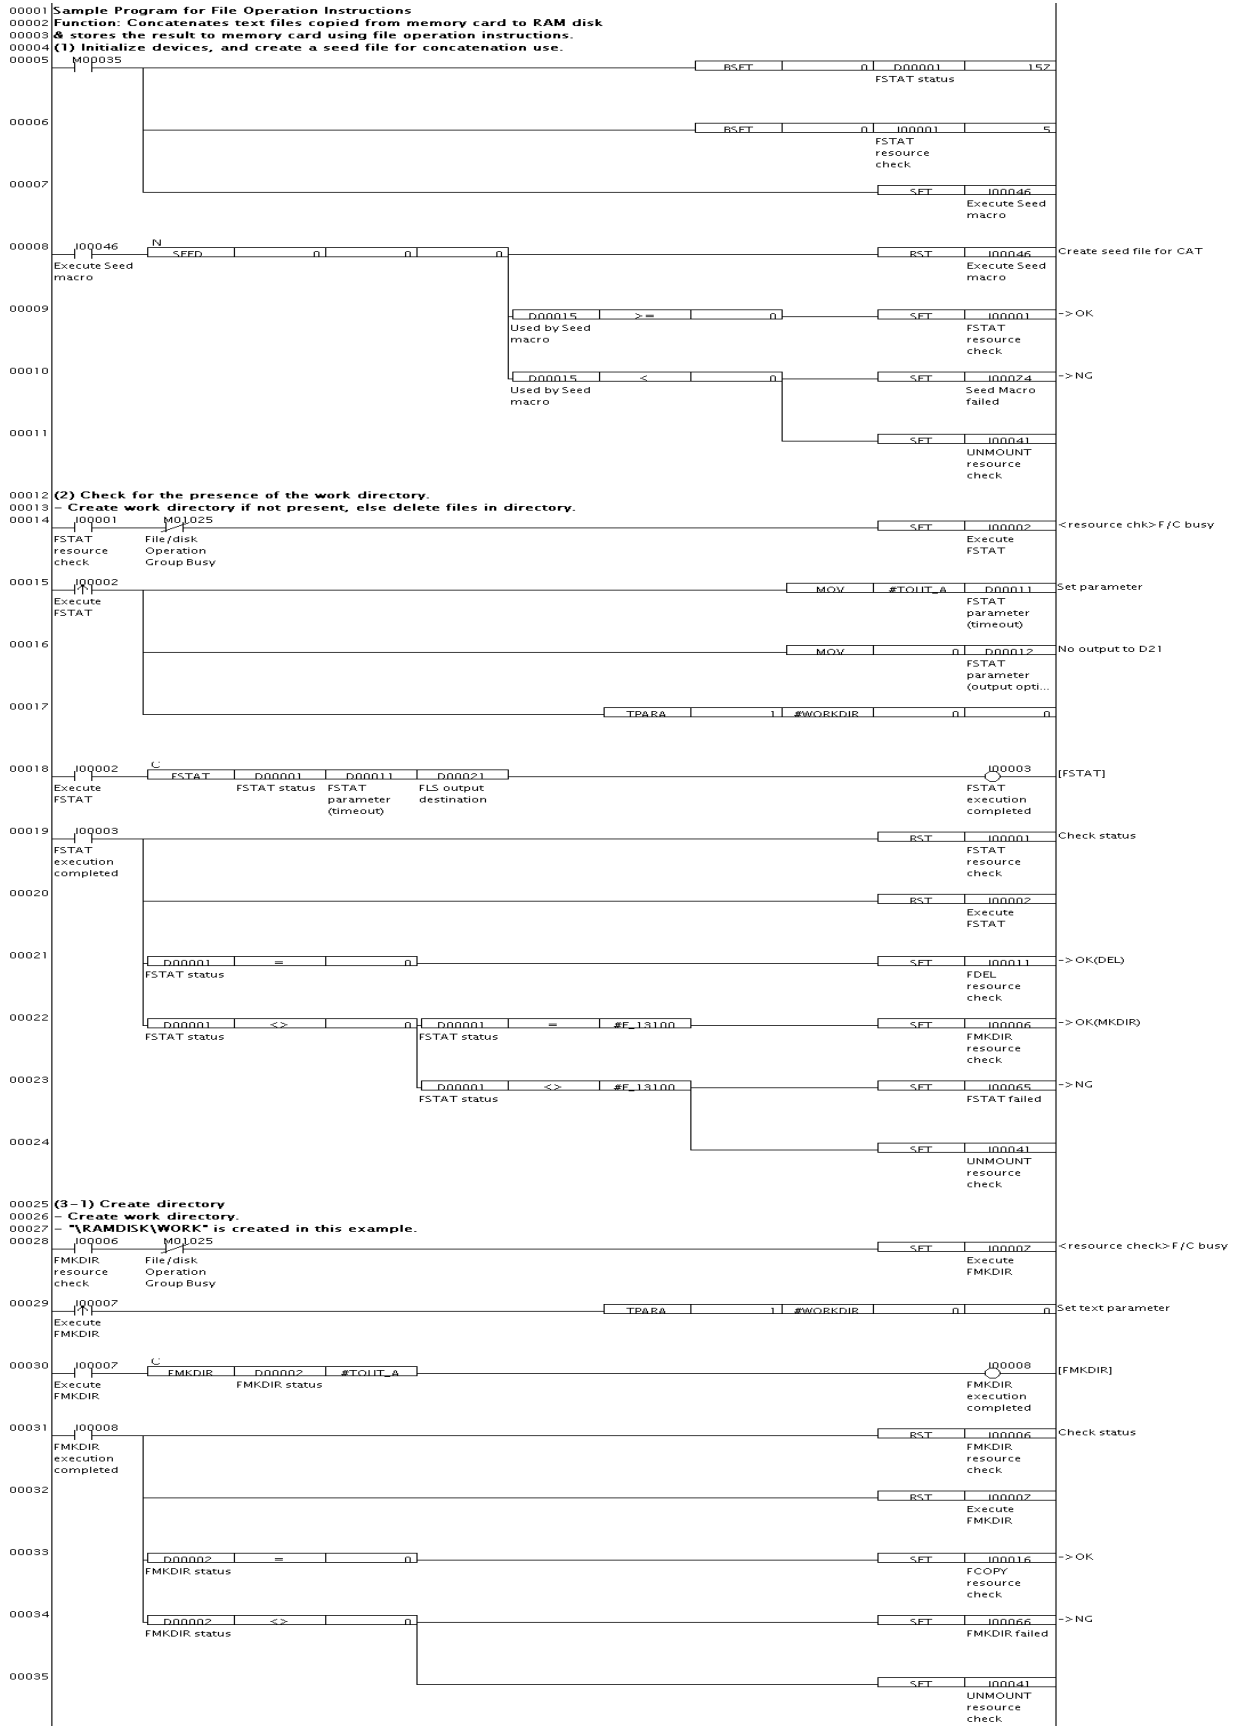 00001 Sample Program for File Operation Instructions
00002 Function: Concatenates text files copied from memory card to RAM disk
00003 & stores the result to memory card using file operation instructions.
00004 (1) Initialize devices, and create a seed file for concatenation use.
00005 M00035 BSET 0 D00001
FSTAT status
00006 BSET 0 I00001 5
FSTAT
resource
check
00007 SET I00046
Execute Seed
macro
N
00008 I00046 SEED 0 0 0 RST I00046 Create seed file for CAT
Execute Seed Execute Seed
macro macro
00009 D00015 >= 0 SET I00001 ->OK
Used by Seed FSTAT
macro resource
check
00010 D00015 < 0 SET ->NG
Used by Seed Seed Macro
macro failed
00011 SET I00041
UNMOUNT
resource
check
00012 (2) Check for the presence of the work directory.
00013 - Create work directory if not present, else delete files in directory.
00014 I00001 M01025 SET I00002 <resource chk>F/C busy
FSTAT File/disk Execute
resource Operation FSTAT
check Group Busy
00015 I00002 MOV #TOUT_A D00011 Set parameter
Execute FSTAT
FSTAT parameter
(timeout)
00016 MOV 0 D00012 No output to D21
FSTAT
parameter
(output opti...
00017 TPARA 1 #WORKDIR 0 0
C
00018 I00002 FSTAT D00001 D00011 D00021 I00003 [FSTAT]
Execute FSTAT status FSTAT FLS output FSTAT
FSTAT parameter destination execution
(timeout) completed
00019 I00003 RST I00001 Check status
FSTAT FSTAT
execution resource
completed check
00020 RST I00002
Execute
FSTAT
00021 D00001 = 0 SET I00011 ->OK(DEL)
FSTAT status FDEL
resource
check
00022 D00001 <> 0 D00001 = #E_13100 SET I00006 ->OK(MKDIR)
FSTAT status FSTAT status FMKDIR
resource
check
00023 D00001 <> #E_13100 SET I00065 ->NG
FSTAT status FSTAT failed
00024 SET I00041
UNMOUNT
resource
check
00025 (3-1) Create directory
00026 - Create work directory.
00027 - "\RAMDISK\WORK" is created in this example.
00028 I00006 M01025 SET I00007 <resource check>F/C busy
FMKDIR File/disk Execute
resource Operation FMKDIR
check Group Busy
00029 I00007 TPARA 1 #WORKDIR 0 0 Set text parameter
Execute
FMKDIR
C
00030 I00007 FMKDIR D00002 #TOUT_A I00008 [FMKDIR]
Execute FMKDIR status FMKDIR
FMKDIR execution
completed
00031 I00008 RST I00006 Check status
FMKDIR FMKDIR
execution resource
completed check
00032 RST I00007
Execute
FMKDIR
00033 D00002 = 0 SET I00016 ->OK
FMKDIR status FCOPY
resource
check
00034 D00002 <> 0 SET I00066 ->NG
FMKDIR status FMKDIR failed
00035 SET I00041
UNMOUNT
resource
check